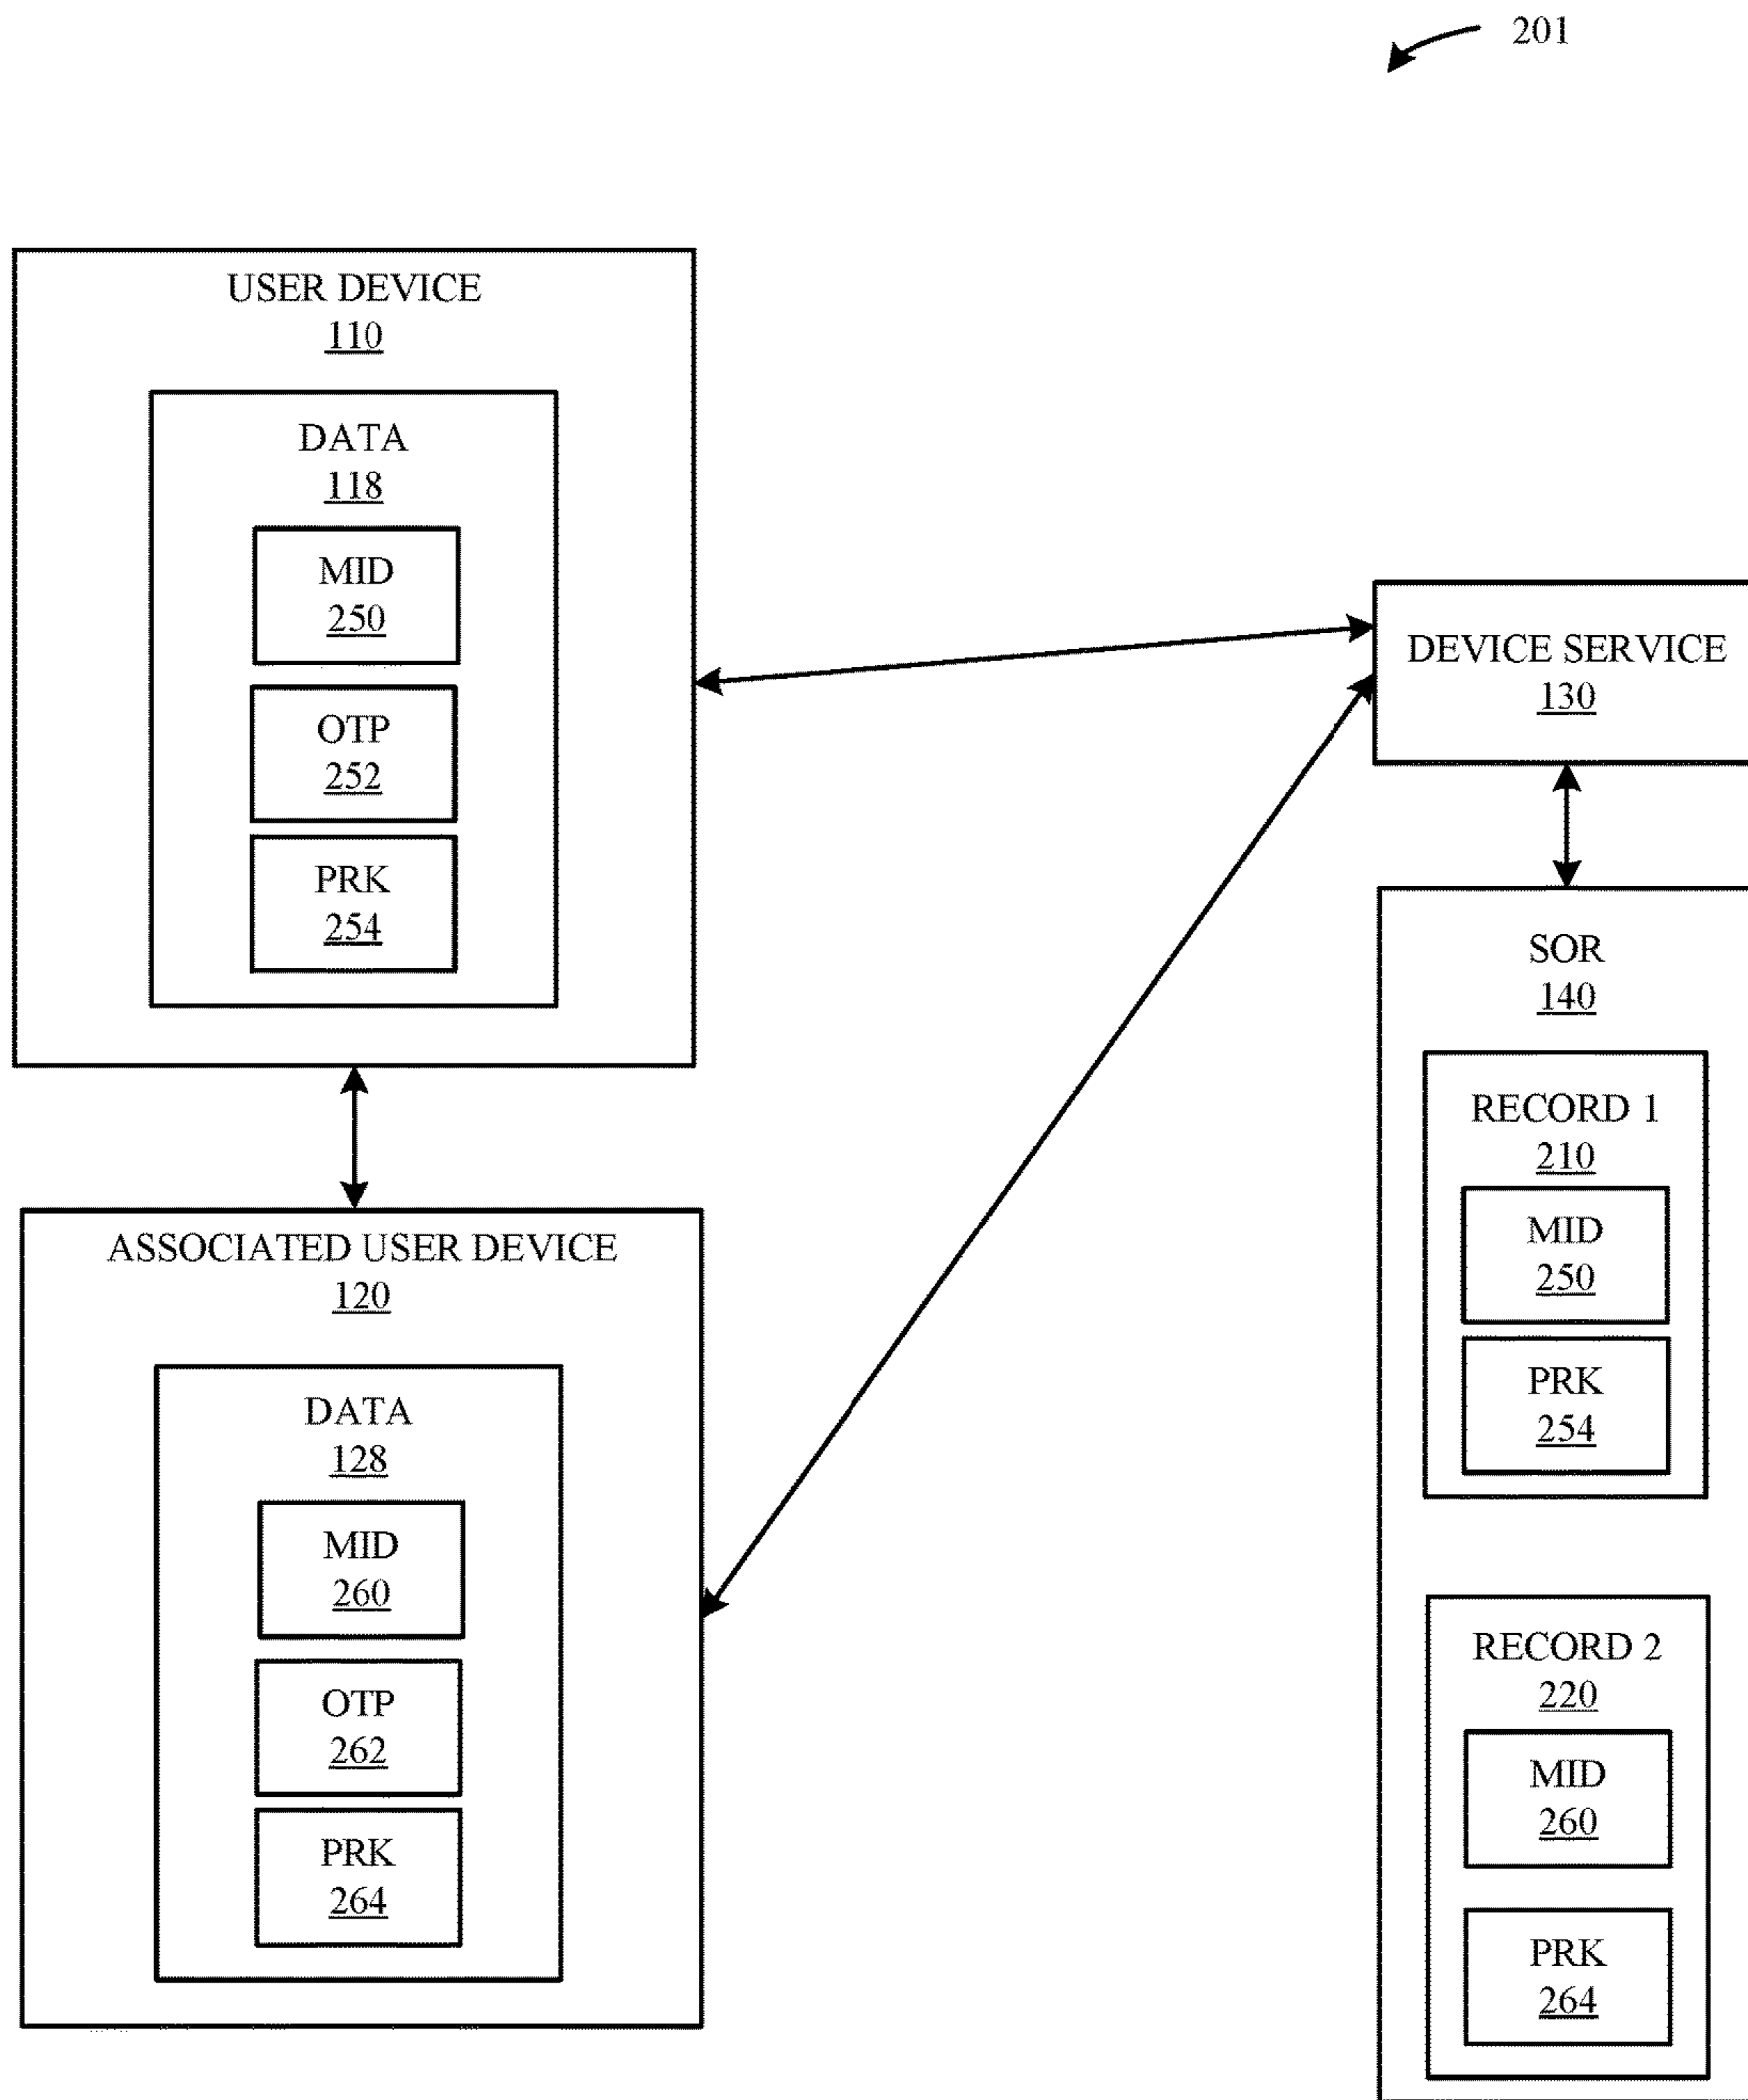 201
USER DEVICE
110
DATA
118
MID
250
OTP
252
PRK
254
DEVICE SERVICE
130
SOR
140
RECORD 1
210
MID
250
PRK
254
RECORD 2
220
MID
260
PRK
264
ASSOCIATED USER DEVICE
120
DATA
128
MID
260
OTP
262
PRK
264